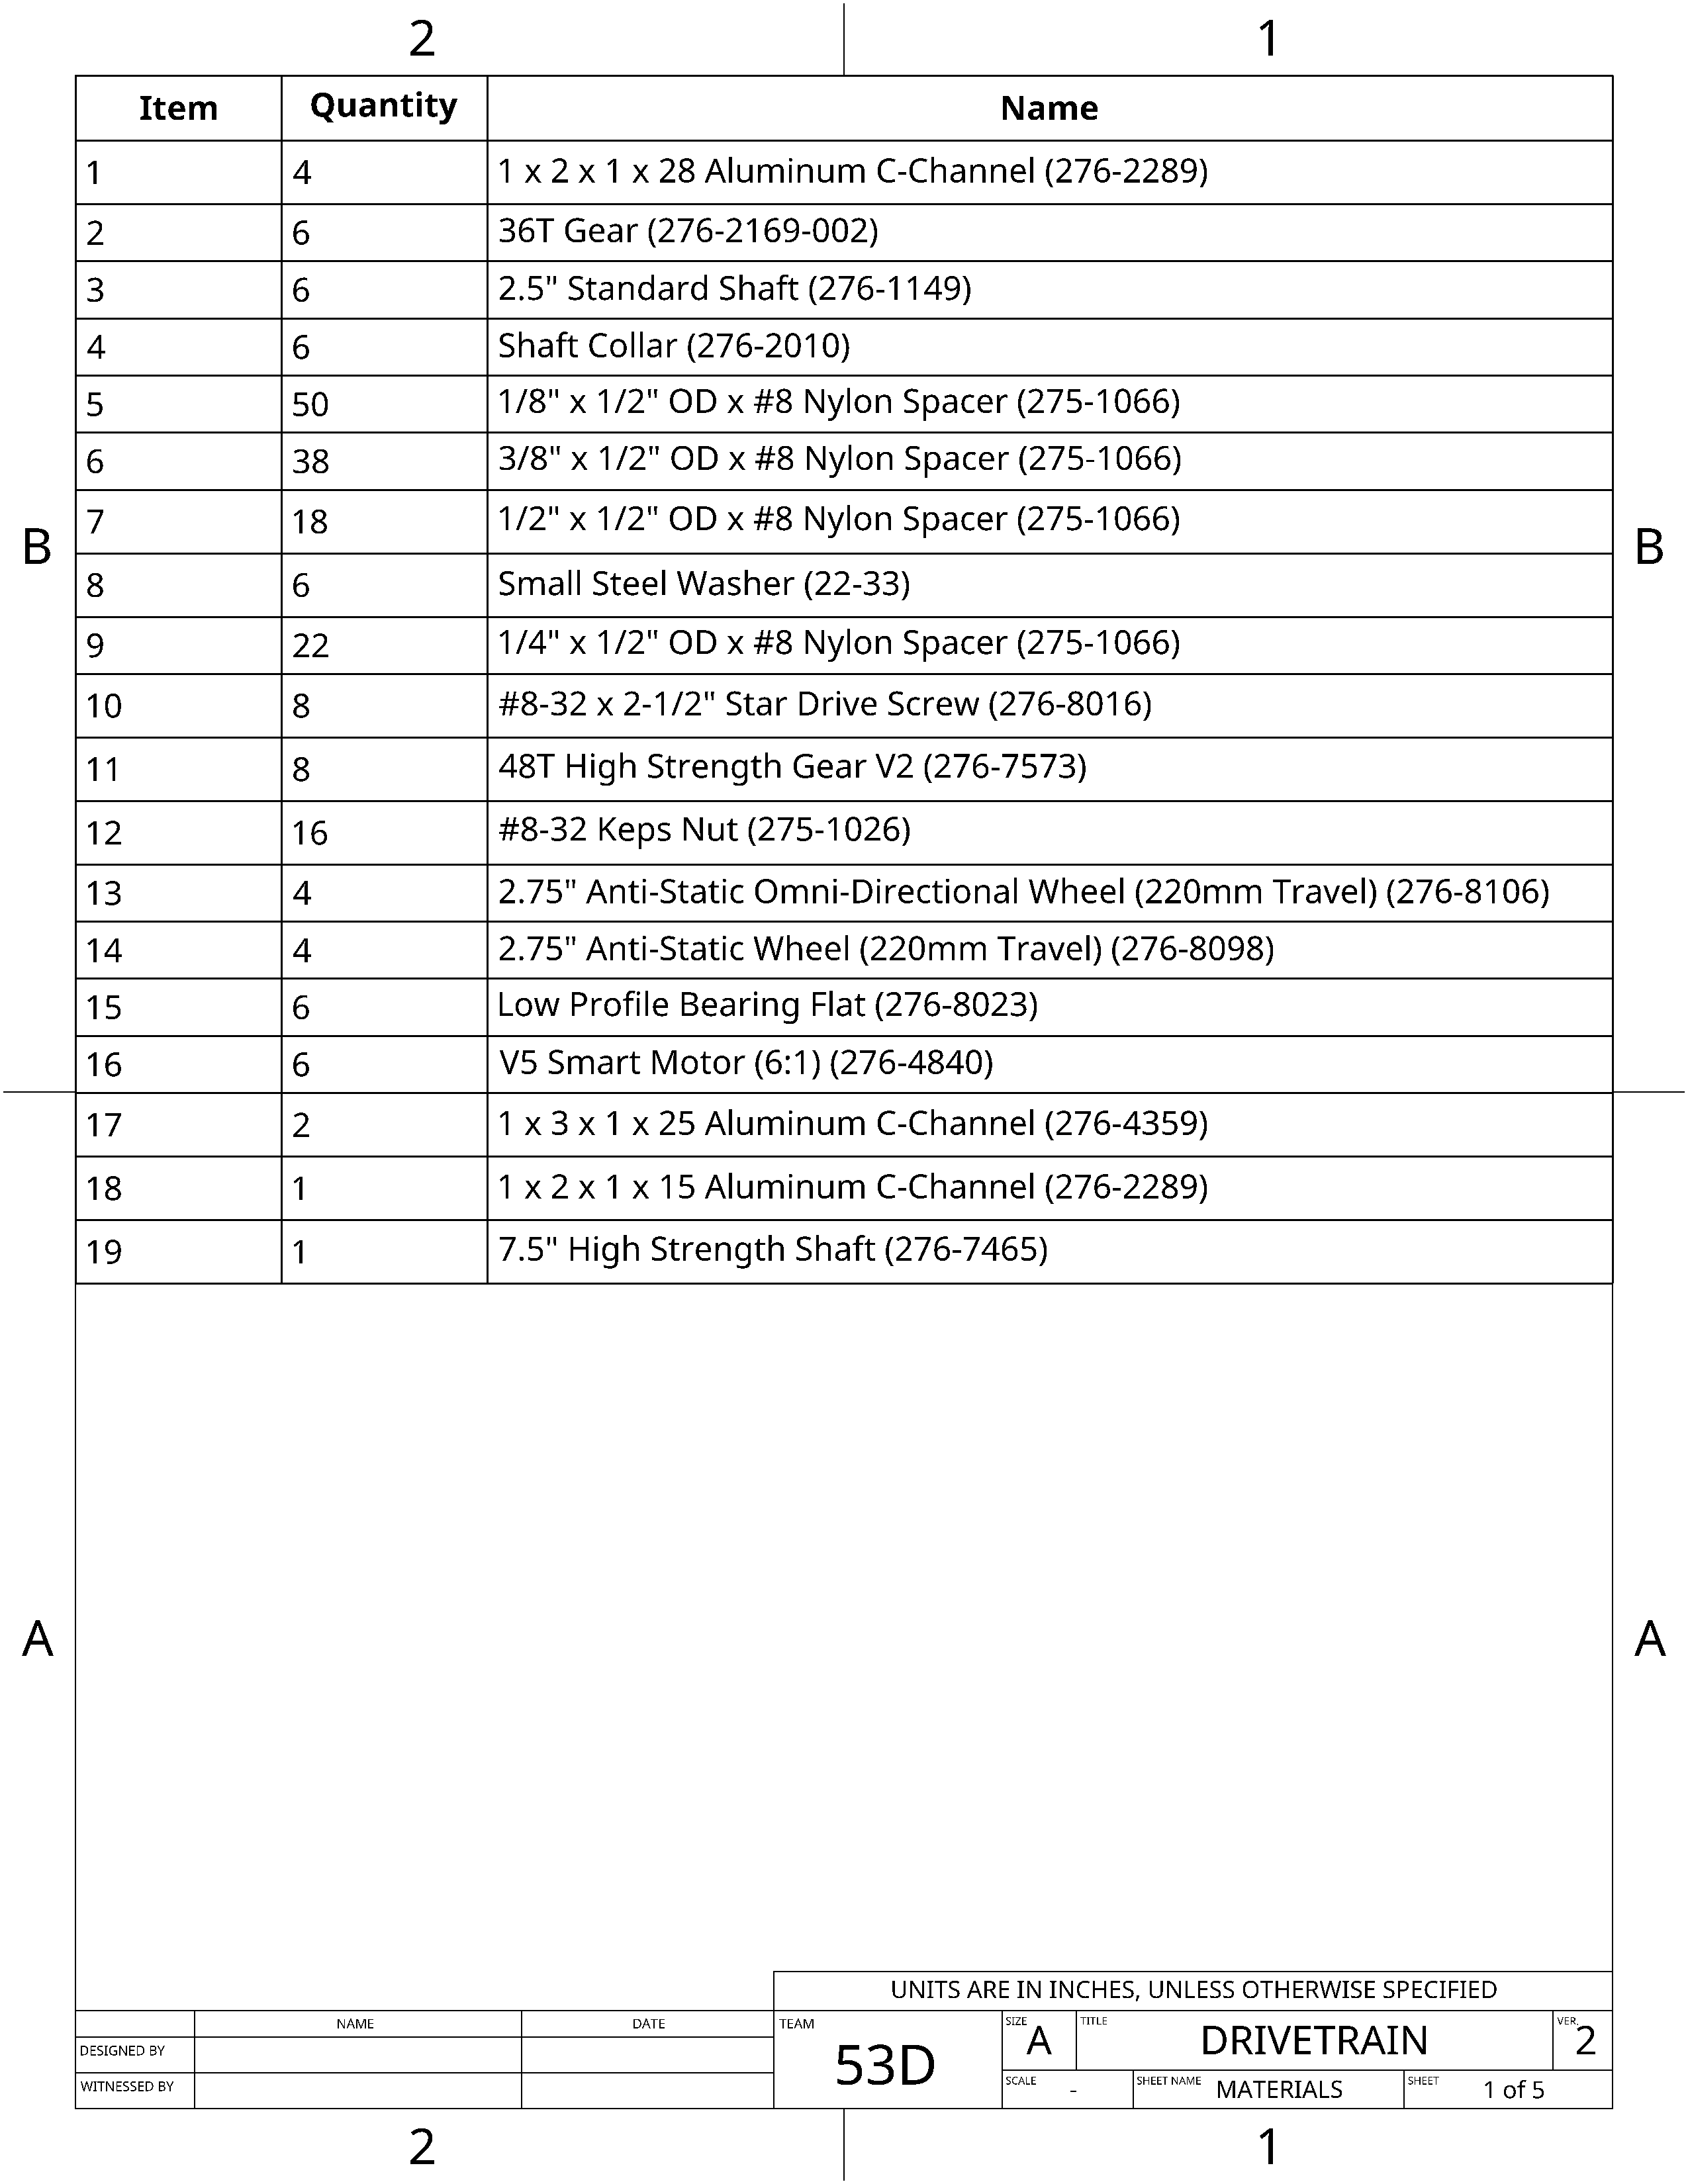 2 1
Item Quantity Name
1 4 1 x 2 x 1 x 28 Aluminum C-Channel (276-2289)
2 6 36T Gear (276-2169-002)
3 6 2.5" Standard Shaft (276-1149)
4 6 Shaft Collar (276-2010)
5 50 1/8" x 1/2" OD x #8 Nylon Spacer (275-1066)
6 38 3/8" x 1/2" OD x #8 Nylon Spacer (275-1066)
7 18 1/2" x 1/2" OD x #8 Nylon Spacer (275-1066)
B B
8 6 Small Steel Washer (22-33)
9 22 1/4" x 1/2" OD x #8 Nylon Spacer (275-1066)
10 8 #8-32 x 2-1/2" Star Drive Screw (276-8016)
11 8 48T High Strength Gear V2 (276-7573)
12 16 #8-32 Keps Nut (275-1026)
13 4 2.75" Anti-Static Omni-Directional Wheel (220mm Travel) (276-8106)
14 4 2.75" Anti-Static Wheel (220mm Travel) (276-8098)
15 6 Low Profile Bearing Flat (276-8023)
16 6 V5 Smart Motor (6:1) (276-4840)
17 2 1 x 3 x 1 x 25 Aluminum C-Channel (276-4359)
18 1 1 x 2 x 1 x 15 Aluminum C-Channel (276-2289)
19 1 7.5" High Strength Shaft (276-7465)
A A
UNITS ARE IN INCHES, UNLESS OTHERWISE SPECIFIED
NAME DATE
DESIGNED BY
WITNESSED BY
TEAM
53D
SIZE A
TITLE DRIVETRAIN
VER. 2
SCALE -
SHEET NAME MATERIALS
SHEET 1 of 5
2 1